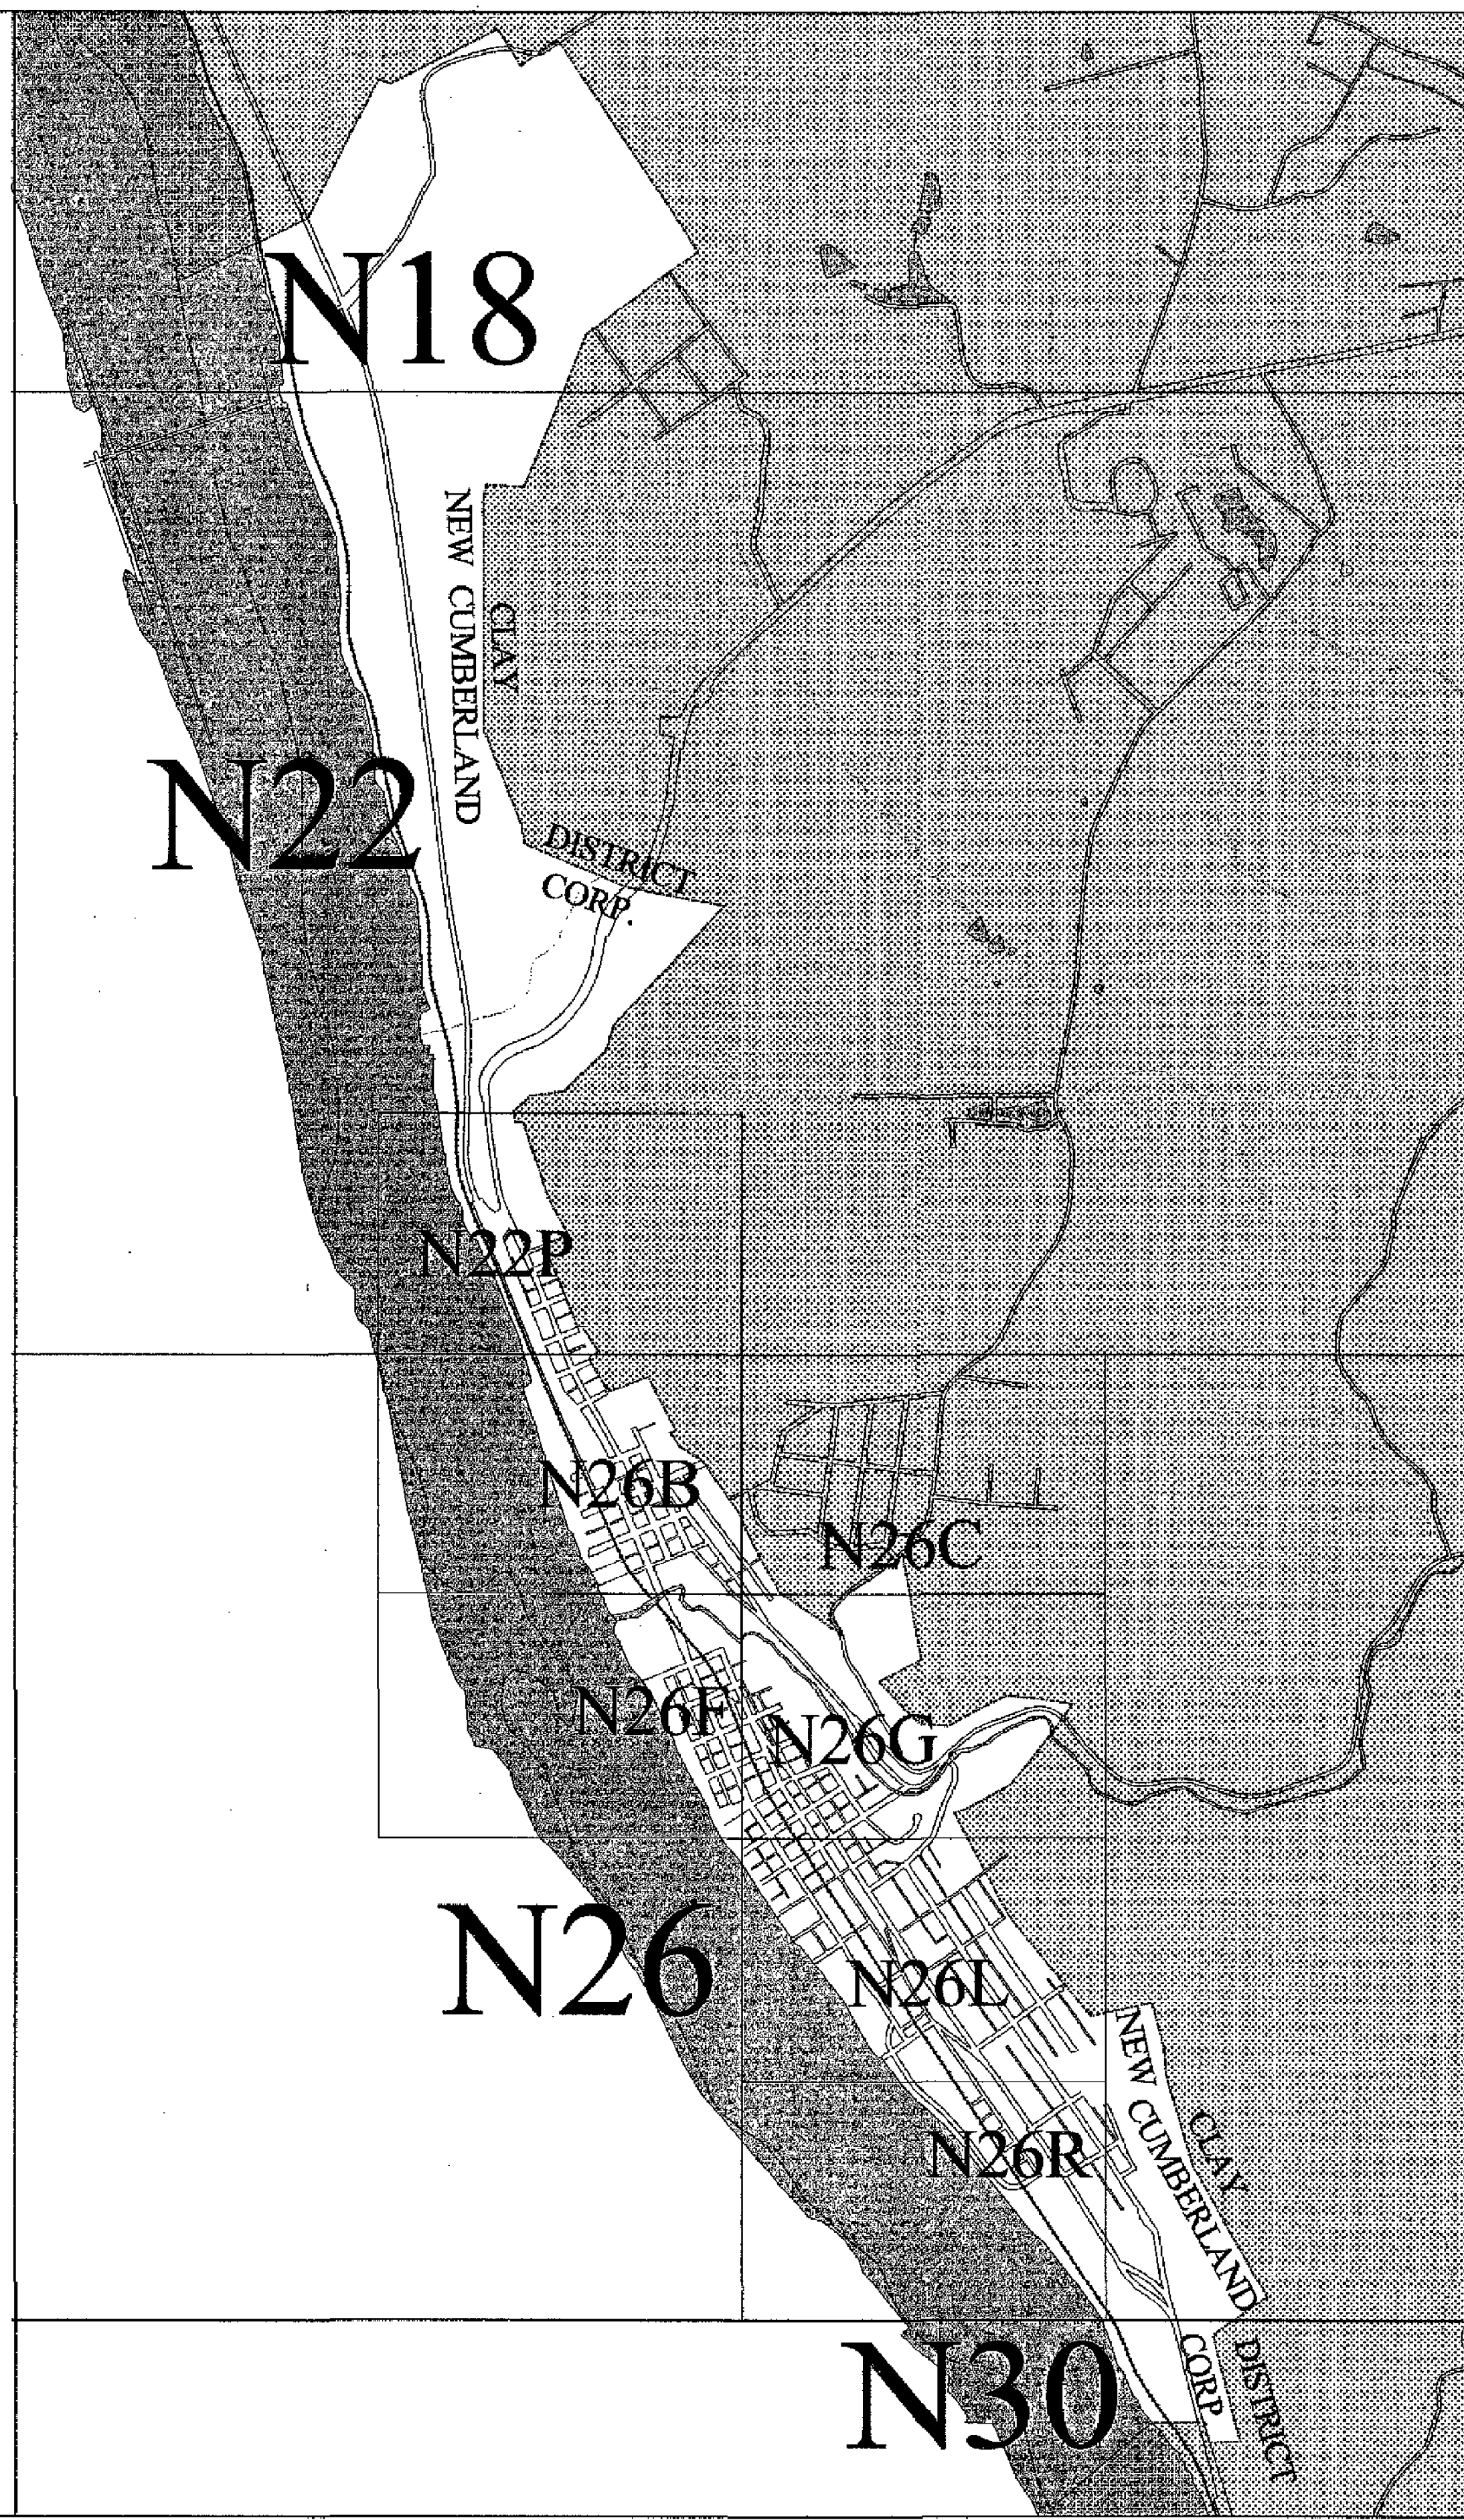 N18
NEW CUMBERLAND
CLAY
N22
DISTRICT
CORP.
N22P
N26B
N26C
N26F
N26G
N26
N26L
NEW CUMBERLAND
CLAY
N26R
N30
CORP
DISTRICT